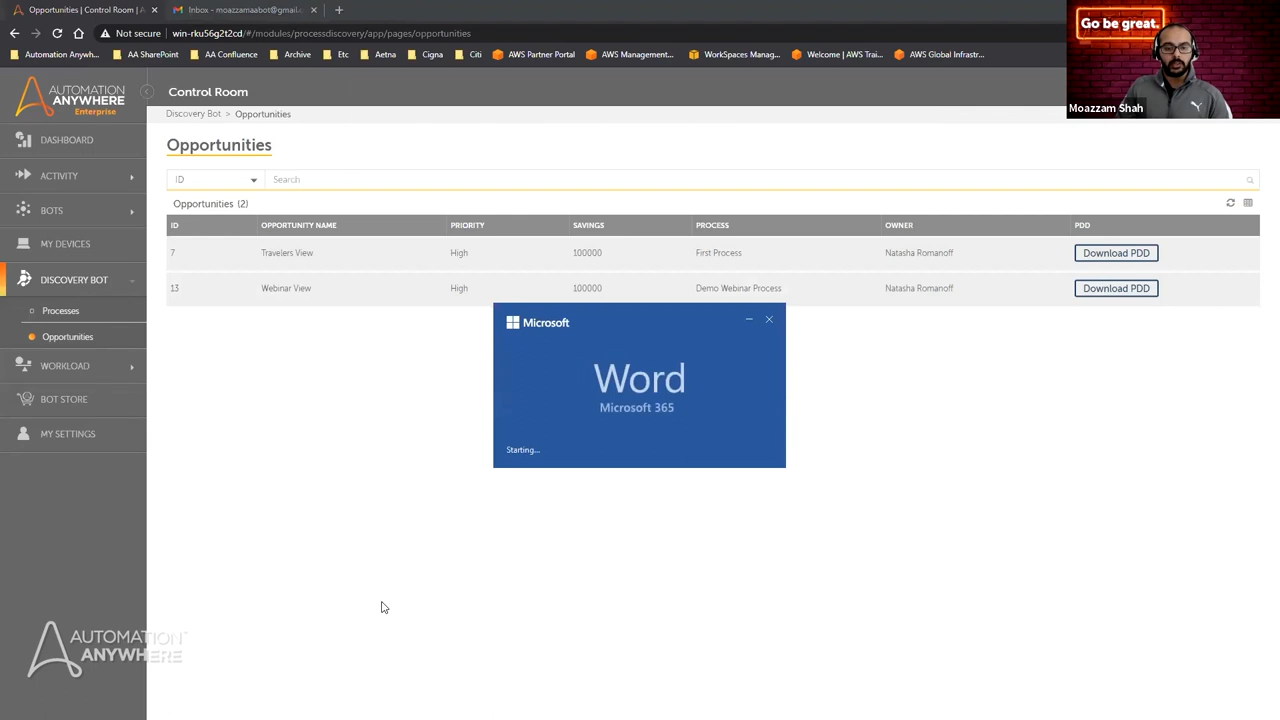 Opportunities | Control Room | A
Inbox - moazzamaabot@gmail.c
Go be great.
Not secure
win-rku56g2t2cd/#/modules/processdiscovery/app/pages/opportunities
Automation Anywhe...
AA SharePoint
AA Confluence
Archive
Etc
Aetna
Cigna
Citi
AWS Partner Portal
AWS Management...
WorkSpaces Manag...
Welcome | AWS Trai...
AWS Global Infrastr...
Moazzam Shah
AUTOMATION
ANYWHERE
Enterprise
Control Room
Discovery Bot > Opportunities
DASHBOARD
ACTIVITY
BOTS
MY DEVICES
DISCOVERY BOT
Processes
Opportunities
WORKLOAD
BOT STORE
MY SETTINGS
Opportunities
ID
Search
Opportunities (2)
ID OPPORTUNITY NAME PRIORITY SAVINGS PROCESS OWNER PDD
7 Travelers View High 100000 First Process Natasha Romanoff Download PDD
13 Webinar View High 100000 Demo Webinar Process Natasha Romanoff Download PDD
Microsoft
Word
Microsoft 365
Starting...
AUTOMATION
ANYWHERE